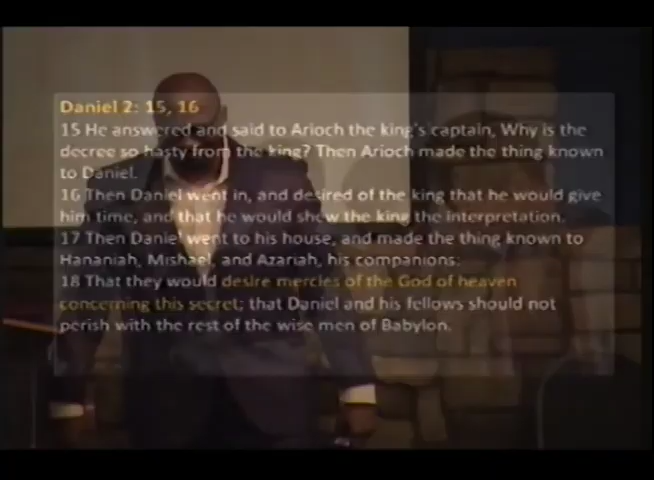 Daniel 2: 15, 16
15 He answered and said to Arioch the king's captain, Why is the
decree so hasty from the king? Then Arioch made the thing known
to Daniel.
16 Then Daniel went in, and desired of the king that he would give
him time, and that he would shew the king the interpretation.
17 Then Daniel went to his house, and made the thing known to
Hananiah, Mishael, and Azariah, his companions:
18 That they would desire mercies of the God of heaven
concerning this secret; that Daniel and his fellows should not
perish with the rest of the wise men of Babylon.